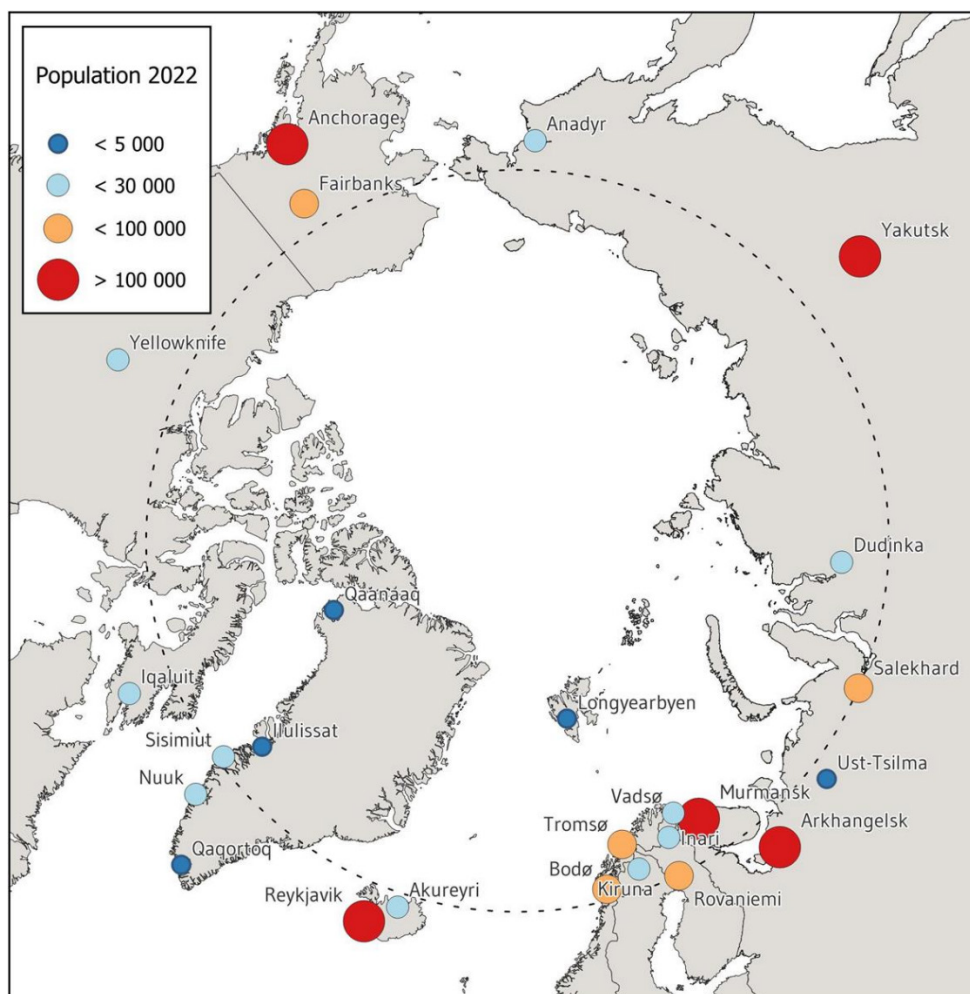 Population 2022
< 5 000
< 30 000
< 100 000
> 100 000
Anchorage
Anadyr
Fairbanks
Yakutsk
Yellowknife
Dudinka
Qaanaaq
Salekhard
Iqaluit
Longyearbyen
Ilulissat
Sisimiut
Ust-Tsilma
Nuuk
Vadsø
Murmansk
Tromsø
Arkhangelsk
Inari
Qaqortoq
Bodø
Kiruna
Rovaniemi
Reykjavik
Akureyri